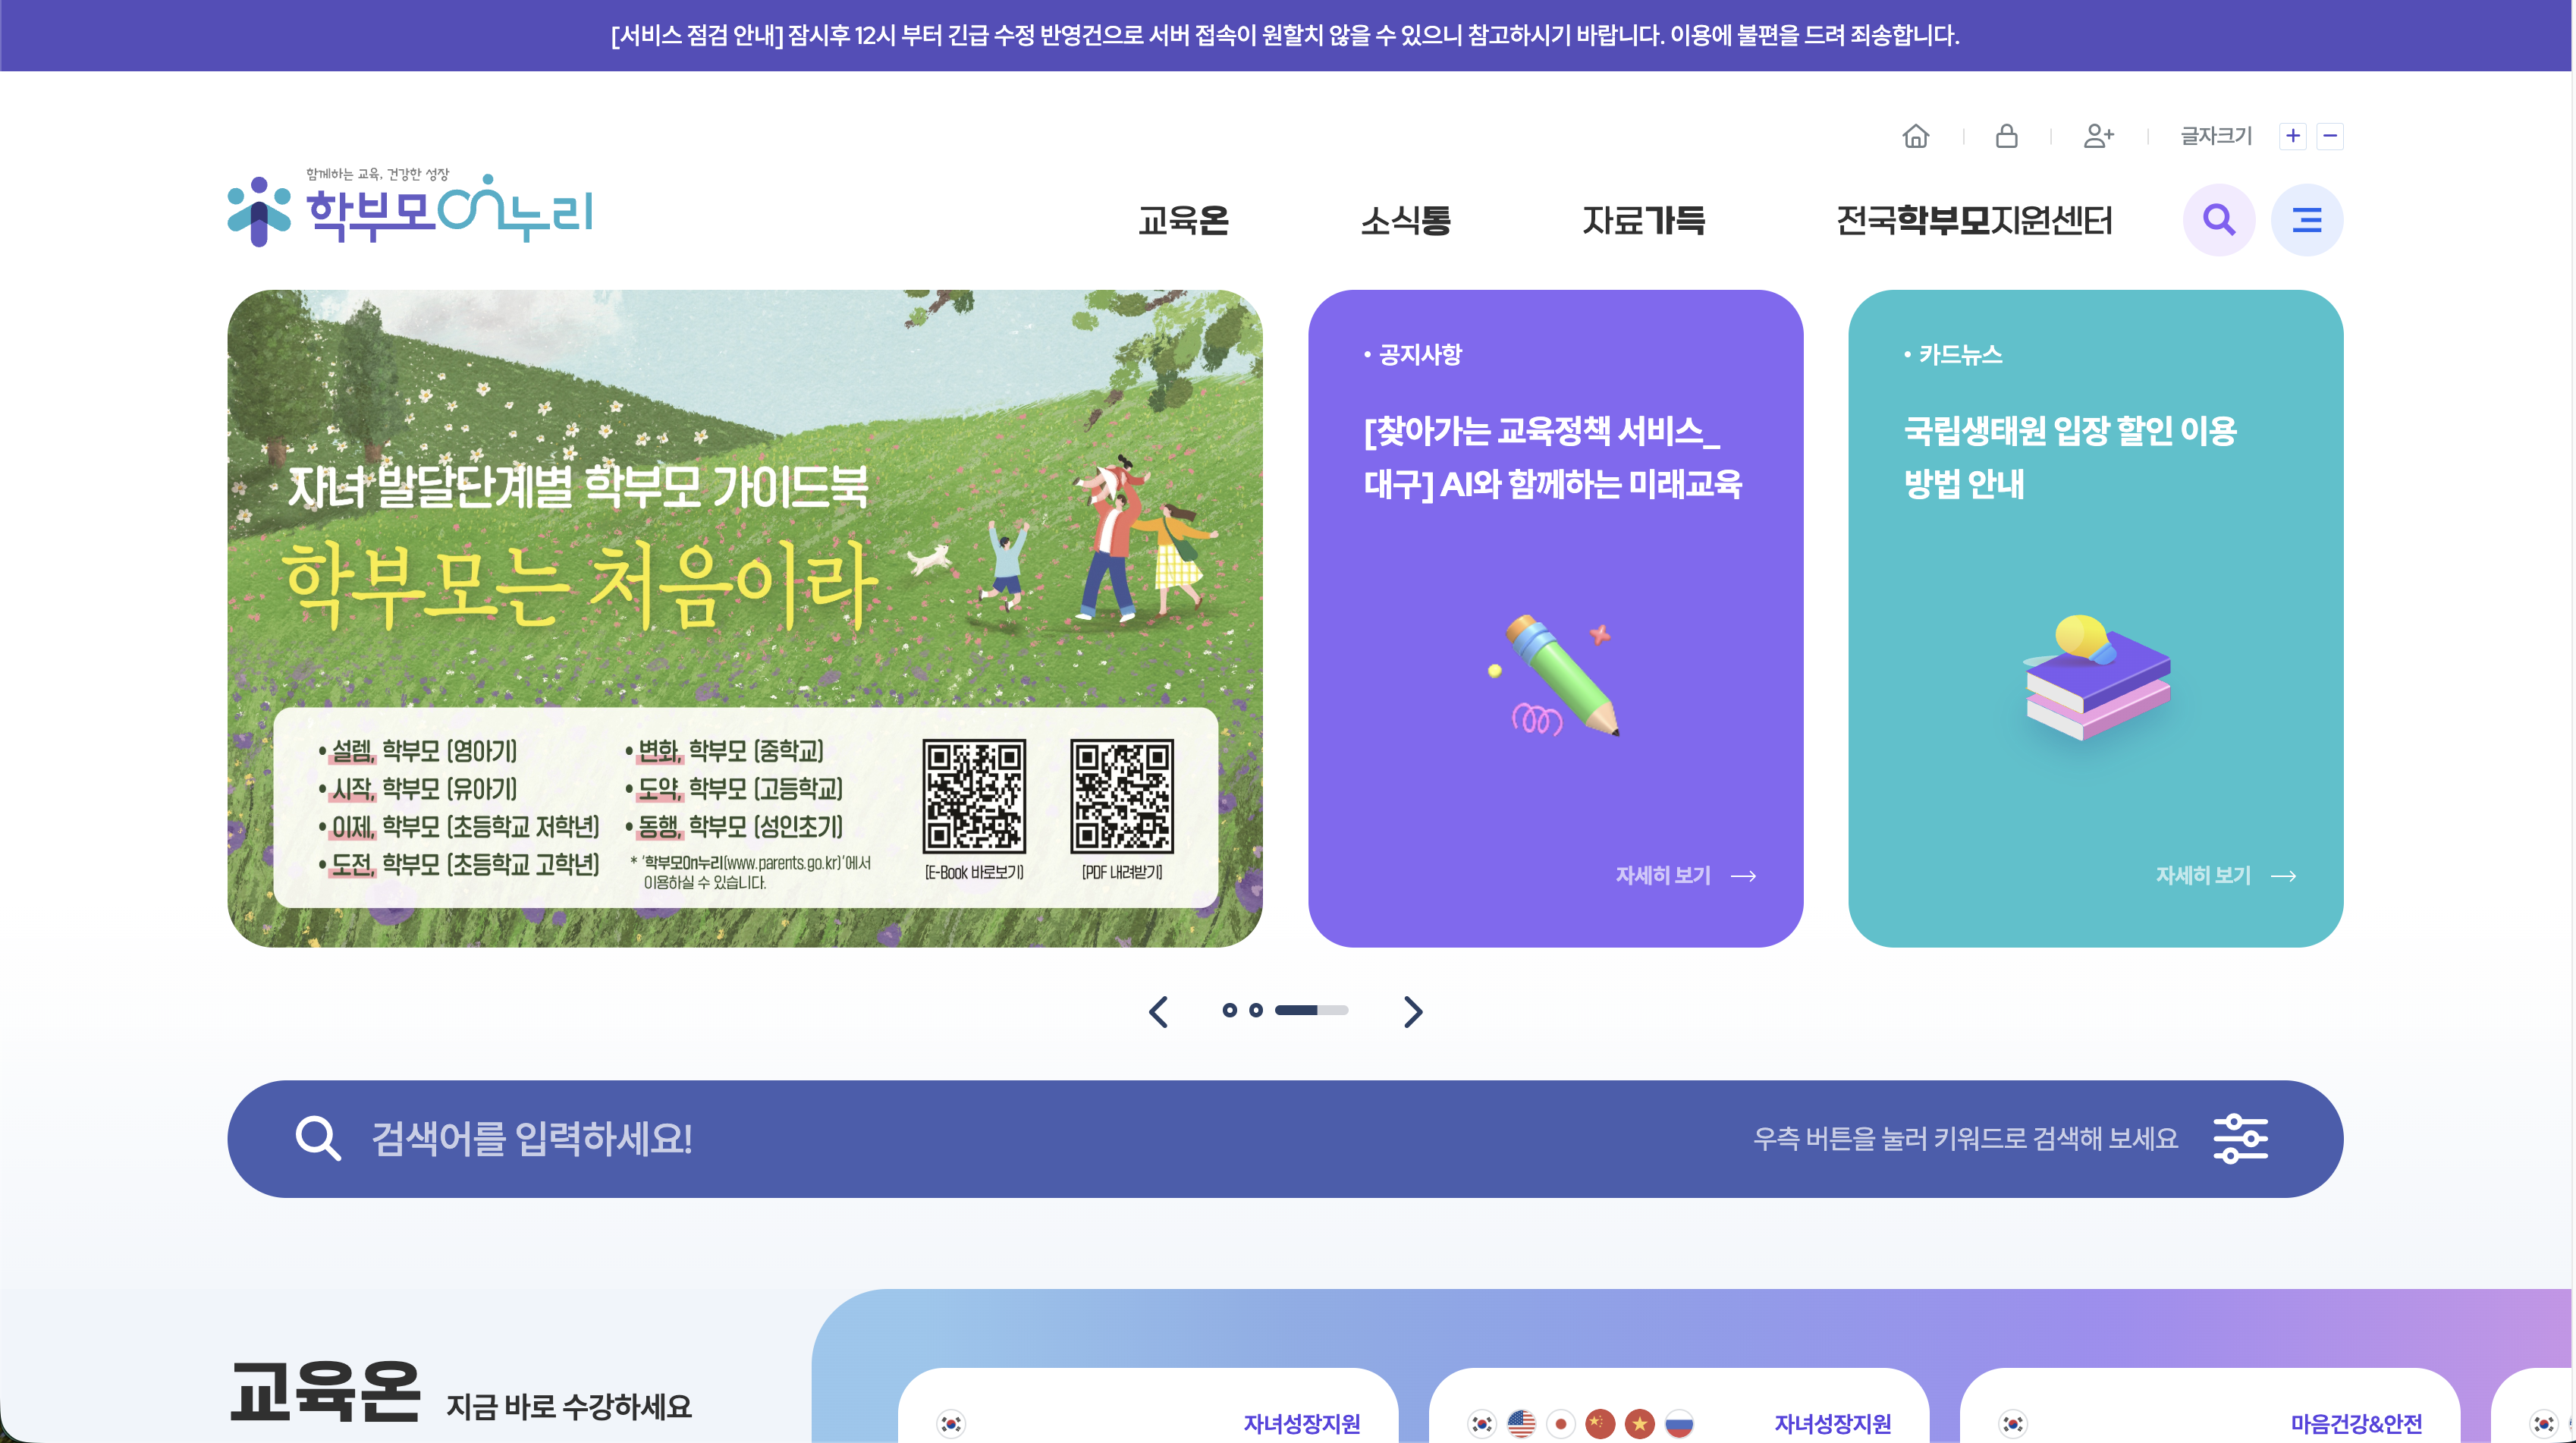 [서비스 점검 안내] 잠시후 12시 부터 긴급 수정 반영건으로 서버 접속이 원할치 않을 수 있으니 참고하시기 바랍니다. 이용에 불편을 드려 죄송합니다.
글자크기 + −
함께하는 교육, 건강한 성장
학부모On누리
교육온
소식통
자료가득
전국학부모지원센터
자녀 발달단계별 학부모 가이드북
학부모는 처음이라
• 설렘, 학부모 (영아기)
• 시작, 학부모 (유아기)
• 이제, 학부모 (초등학교 저학년)
• 도전, 학부모 (초등학교 고학년)
• 변화, 학부모 (중학교)
• 도약, 학부모 (고등학교)
• 동행, 학부모 (성인초기)
* '학부모On누리(www.parents.go.kr)'에서
이용하실 수 있습니다.
[E-Book 바로보기]
[PDF 내려받기]
• 공지사항
[찾아가는 교육정책 서비스_
대구] AI와 함께하는 미래교육
자세히 보기
• 카드뉴스
국립생태원 입장 할인 이용
방법 안내
자세히 보기
검색어를 입력하세요!
우측 버튼을 눌러 키워드로 검색해 보세요
교육온
지금 바로 수강하세요
자녀성장지원
자녀성장지원
마음건강&안전